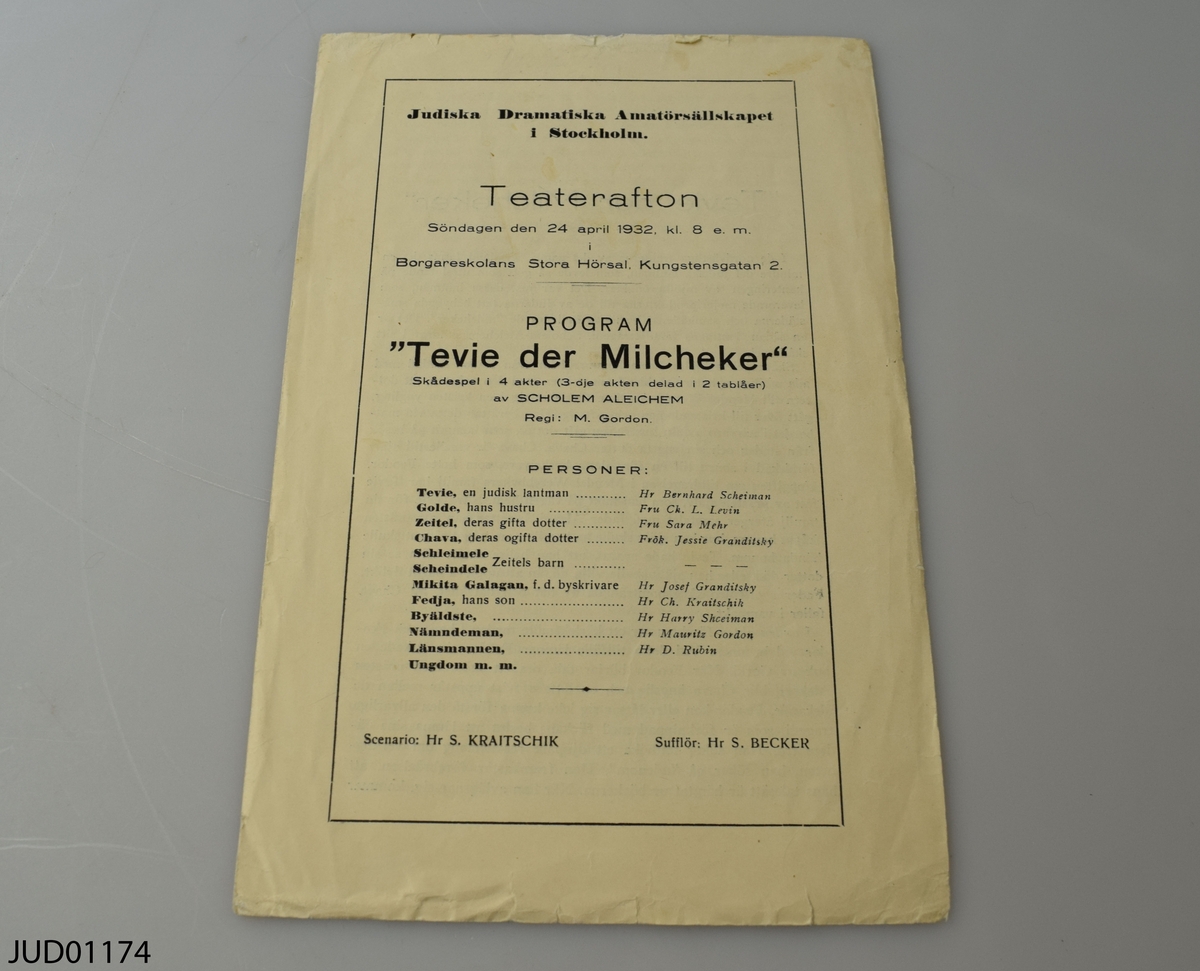 Judiska Dramatiska Amatörsällskapet
i Stockholm.
Teaterafton
Söndagen den 24 april 1932, kl. 8 e. m.
i
Borgareskolans Stora Hörsal, Kungstensgatan 2.
PROGRAM
”Tevie der Milcheker“
Skådespel i 4 akter (3-dje akten delad i 2 tablåer)
av SCHOLEM ALEICHEM
Regi: M. Gordon.
PERSONER:
Tevie, en judisk lantman ............ Hr Bernhard Scheiman
Golde, hans hustru .................. Fru Ch. L. Levin
Zeitel, deras gifta dotter ............ Fru Sara Mehr
Chava, deras ogifta dotter ......... Frök. Jessie Granditsky
Schleimele
Scheindele Zeitels barn ............ — — —
Mikita Galagan, f. d. byskrivare Hr Josef Granditsky
Fedja, hans son ......................... Hr Ch. Kraitschik
Byäldste, ............................... Hr Harry Shceiman
Nämndeman, ......................... Hr Mauritz Gordon
Länsmannen, ......................... Hr D. Rubin
Ungdom m. m.
Scenario: Hr S. KRAITSCHIK Sufflör: Hr S. BECKER
JUD01174